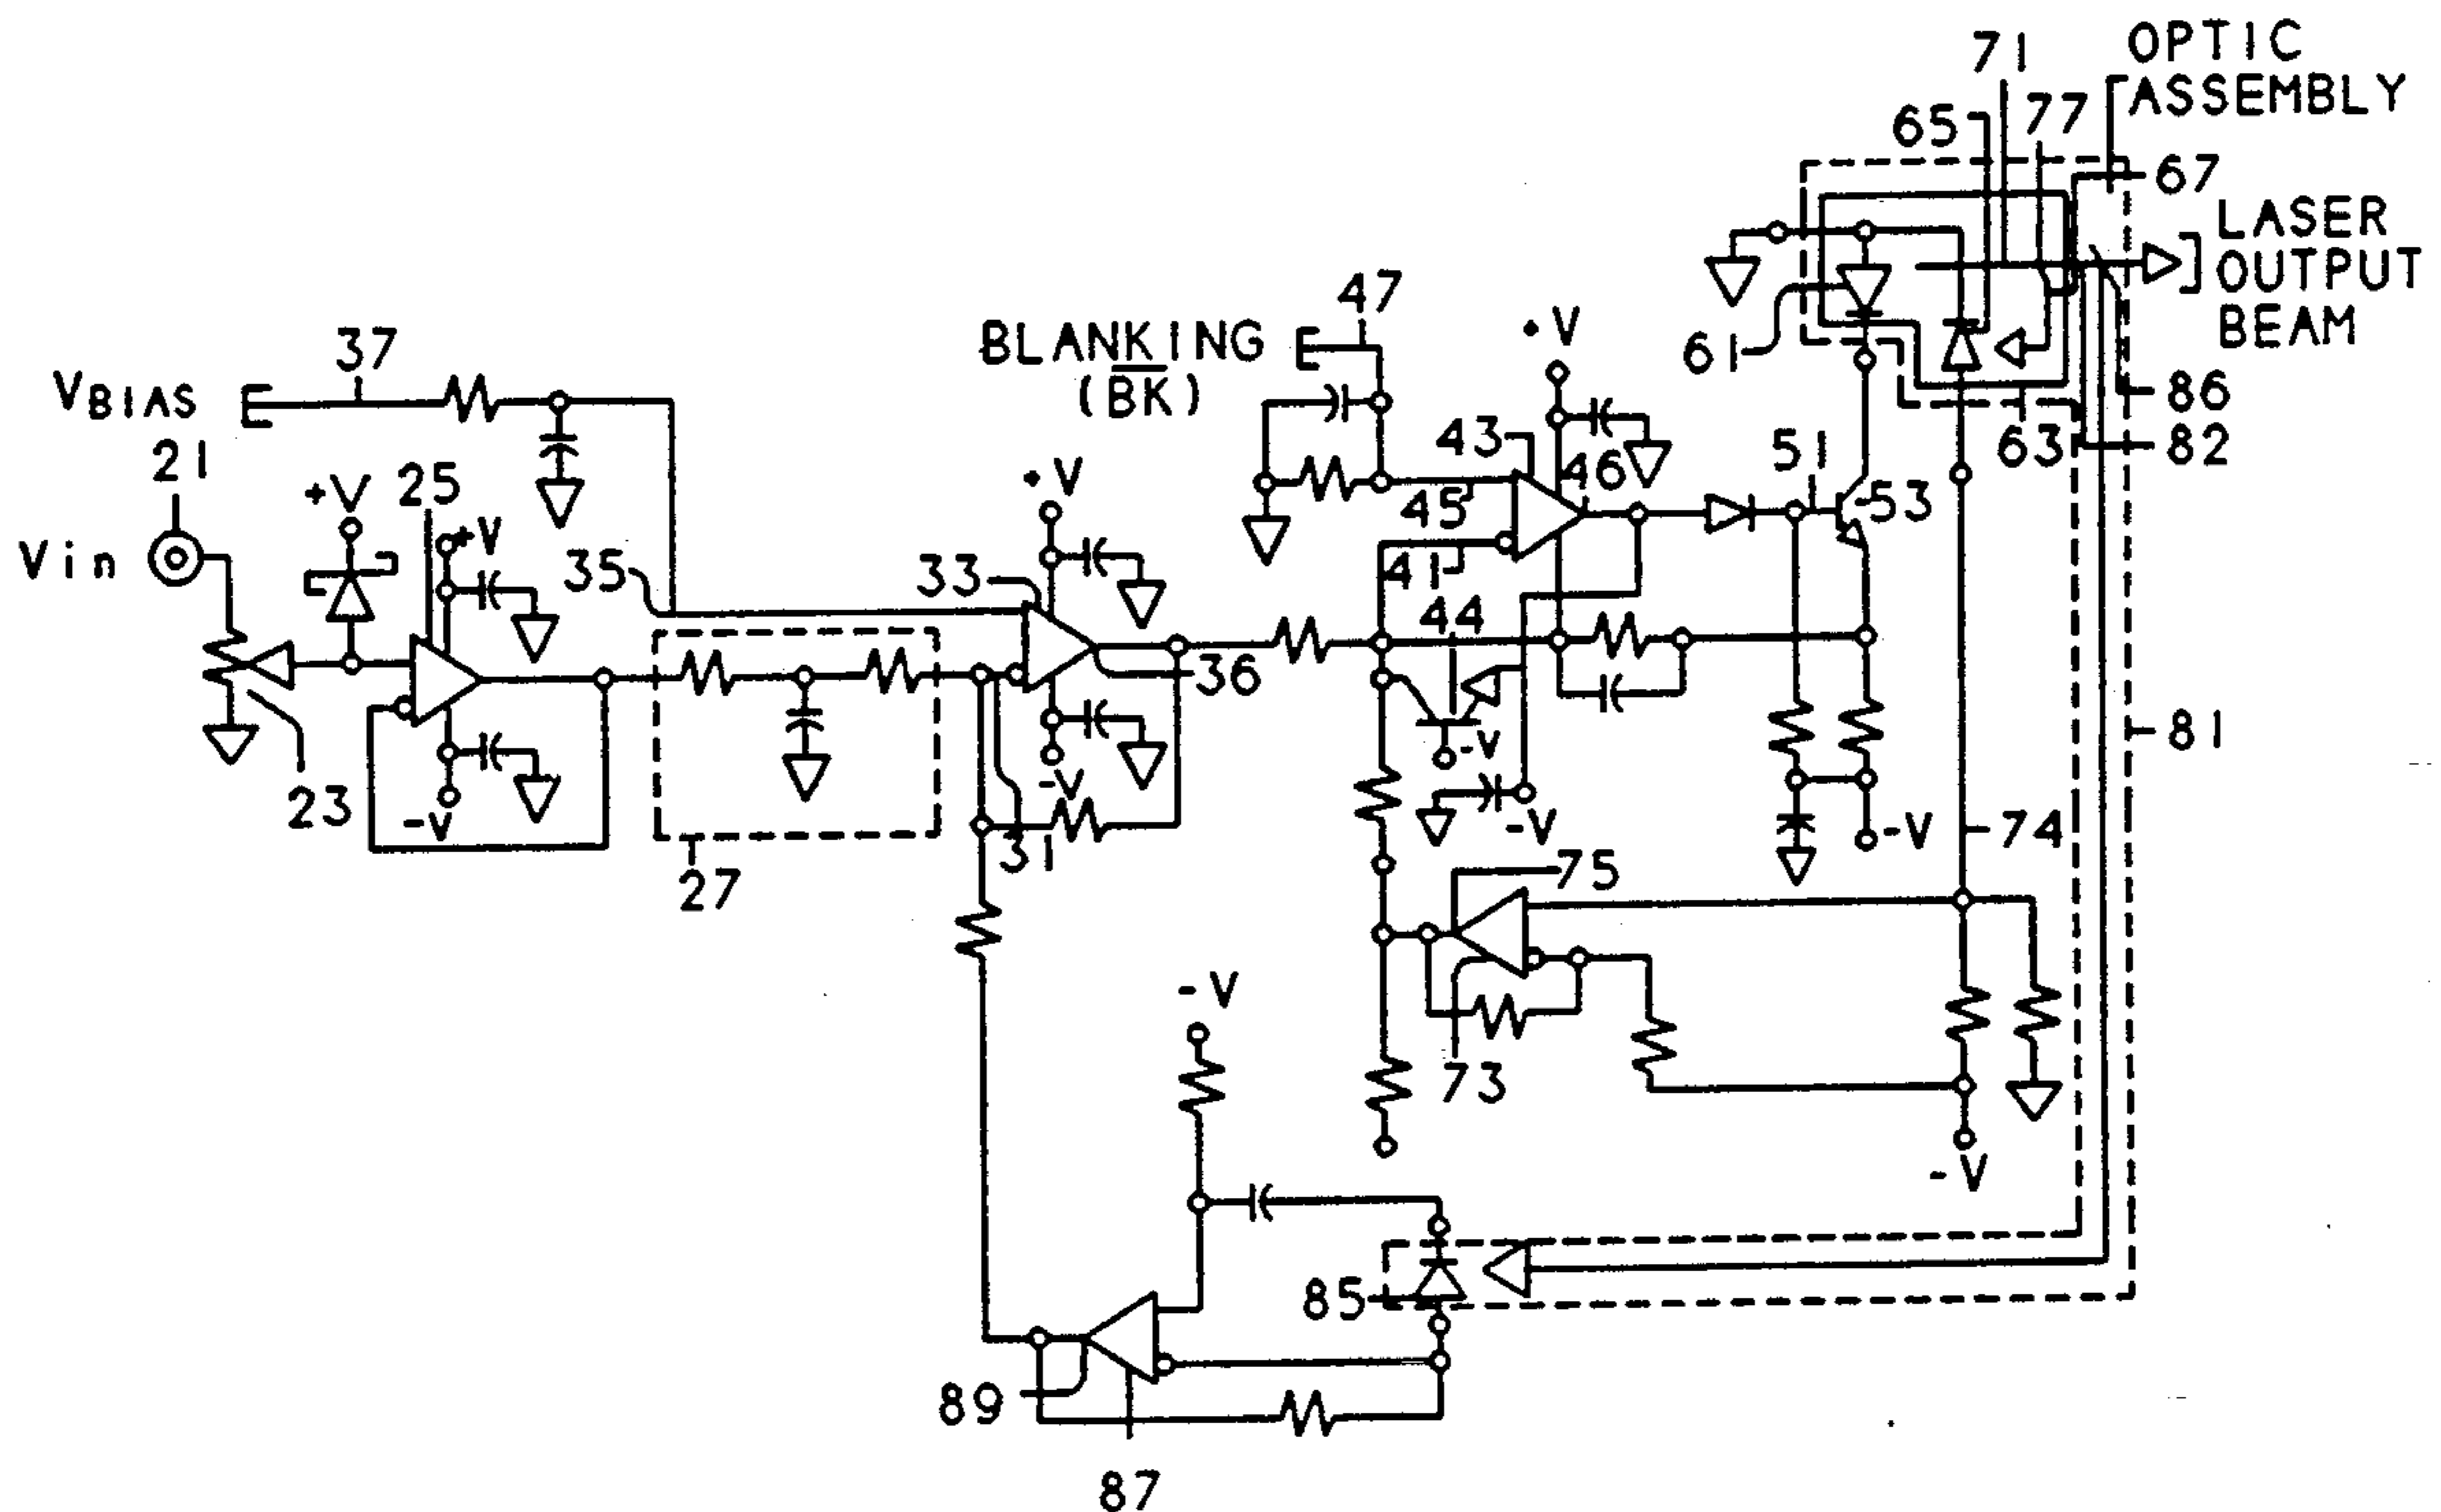 71
OPTIC
ASSEMBLY
65
77
67
LASER
OUTPUT
BEAM
47
BLANKING
(BK)
+V
61
37
VBIAS
86
43
46
51
63
82
21
+V
25
+V
+V
45
53
Vin
35
33
41
44
36
-V
81
23
-V
-V
-V
-V
74
31
27
75
-V
73
-V
85
89
87